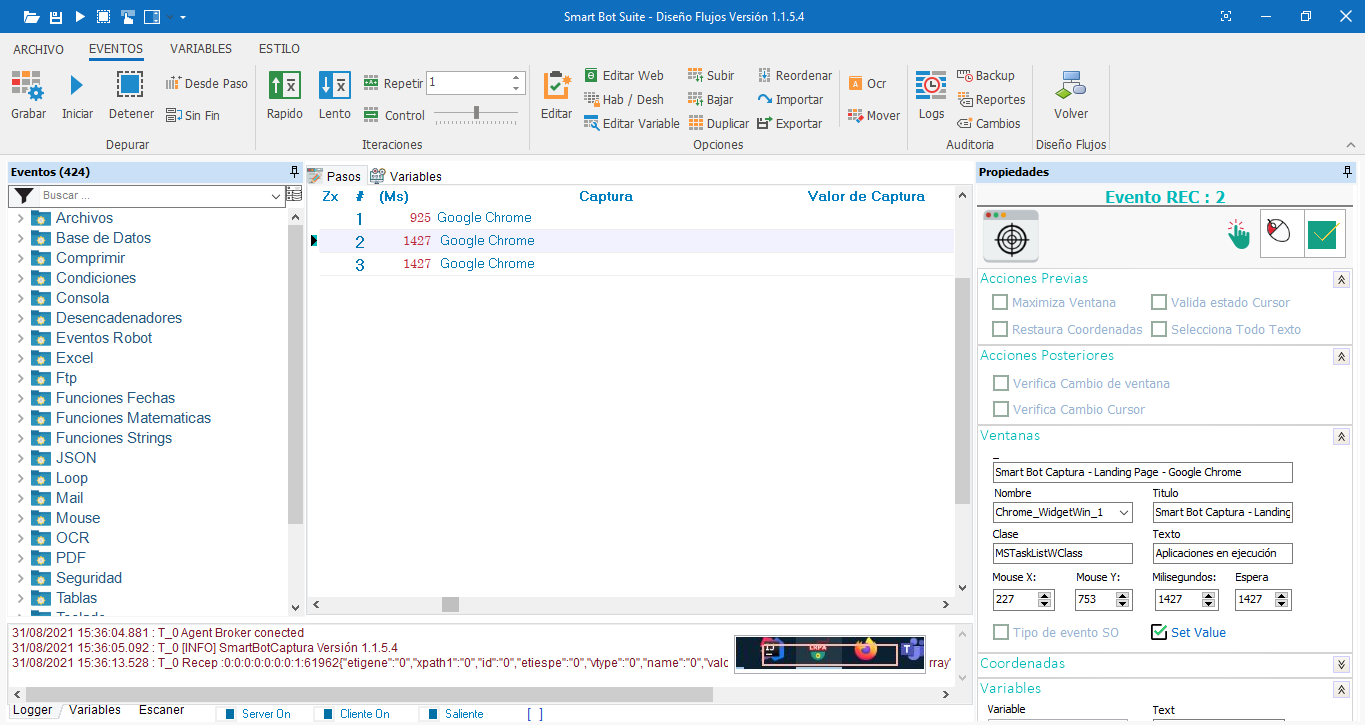 Smart Bot Suite - Diseño Flujos Versión 1.1.5.4
ARCHIVO EVENTOS VARIABLES ESTILO
Grabar
Iniciar
Detener
Desde Paso
Sin Fin
Depurar
Rapido
Lento
Repetir 1
Control
Iteraciones
Editar
Editar Web
Hab / Desh
Editar Variable
Subir
Bajar
Duplicar
Reordenar
Importar
Exportar
Opciones
Ocr
Mover
Logs
Backup
Reportes
Cambios
Auditoria
Volver
Diseño Flujos
Eventos (424)
Buscar ...
Archivos
Base de Datos
Comprimir
Condiciones
Consola
Desencadenadores
Eventos Robot
Excel
Ftp
Funciones Fechas
Funciones Matematicas
Funciones Strings
JSON
Loop
Mail
Mouse
OCR
PDF
Seguridad
Tablas
Pasos Variables
Zx # (Ms) Captura Valor de Captura
1 925 Google Chrome
2 1427 Google Chrome
3 1427 Google Chrome
Propiedades
Evento REC : 2
Acciones Previas
Maximiza Ventana Valida estado Cursor
Restaura Coordenadas Selecciona Todo Texto
Acciones Posteriores
Verifica Cambio de ventana
Verifica Cambio Cursor
Ventanas
_
Smart Bot Captura - Landing Page - Google Chrome
Nombre Titulo
Chrome_WidgetWin_1 Smart Bot Captura - Landing
Clase Texto
MSTaskListWClass Aplicaciones en ejecución
Mouse X: Mouse Y: Milisegundos: Espera
227 753 1427 1427
Tipo de evento SO Set Value
Coordenadas
Variables
Variable Text
31/08/2021 15:36:04.881 : T_0 Agent Broker conected
31/08/2021 15:36:05.092 : T_0 [INFO] SmartBotCaptura Versión 1.1.5.4
31/08/2021 15:36:13.528 : T_0 Recep :0:0:0:0:0:0:0:1:61962{"etigene":"0","xpath1":"0","id":"0","etiespe":"0","vtype":"0","name":"0","valo rray"
Logger Variables Escaner
Server On Cliente On Saliente [ ]